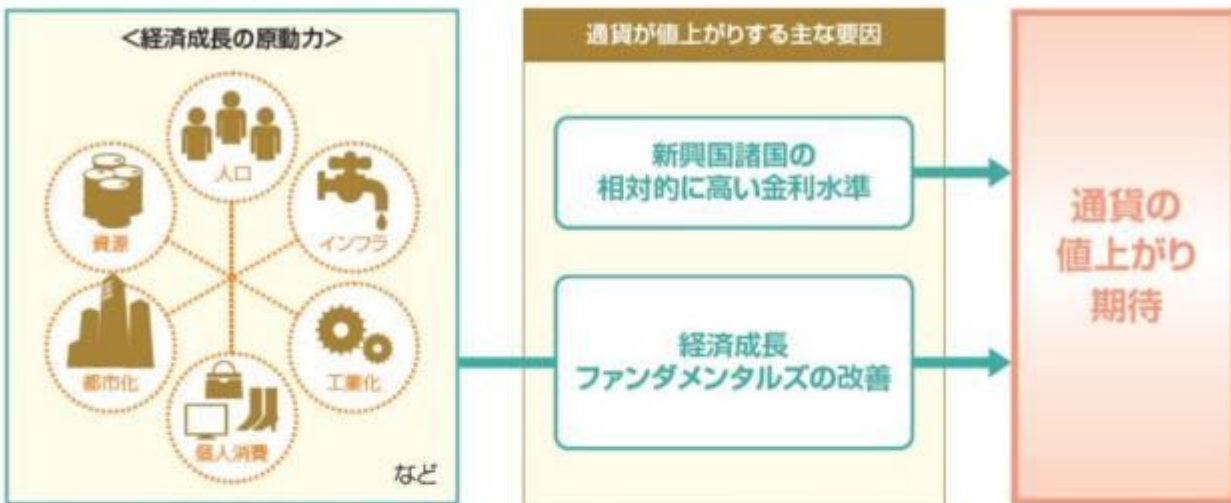 <経済成長の原動力>
人口
資源
インフラ
都市化
工業化
個人消費
など
通貨が値上がりする主な要因
新興国諸国の
相対的に高い金利水準
経済成長
ファンダメンタルズの改善
通貨の
値上がり
期待